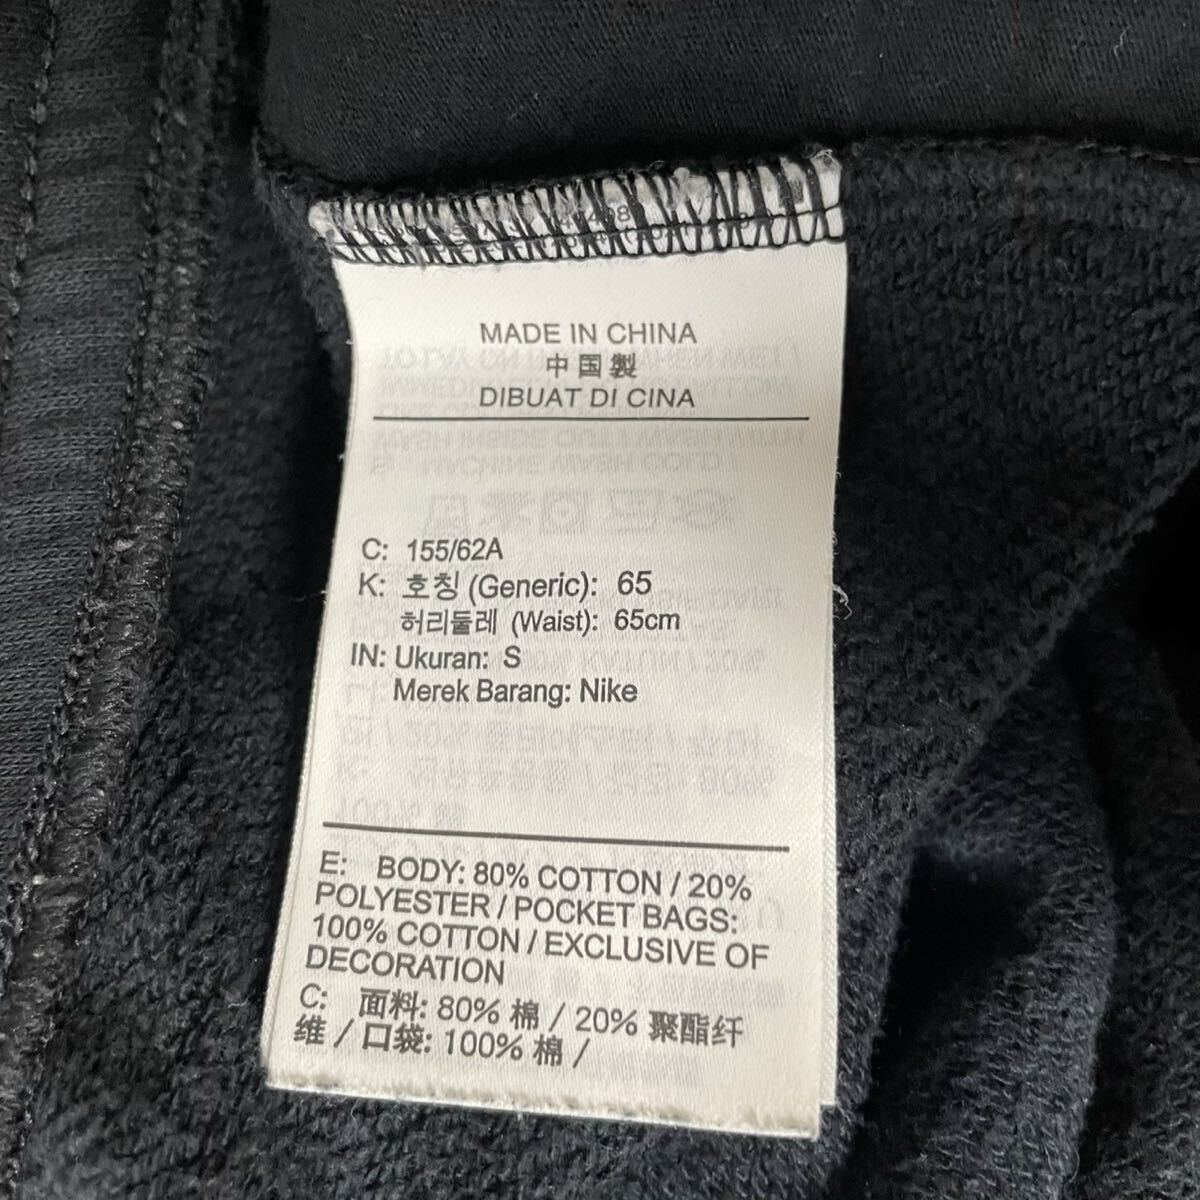 MADE IN CHINA
中国製
DIBUAT DI CINA
C: 155/62A
K: 호칭 (Generic): 65
허리둘레 (Waist): 65cm
IN: Ukuran: S
Merek Barang: Nike
E: BODY: 80% COTTON / 20%
POLYESTER / POCKET BAGS:
100% COTTON / EXCLUSIVE OF
DECORATION
C: 面料: 80% 棉 / 20% 聚酯纤
维 / 口袋: 100% 棉 /